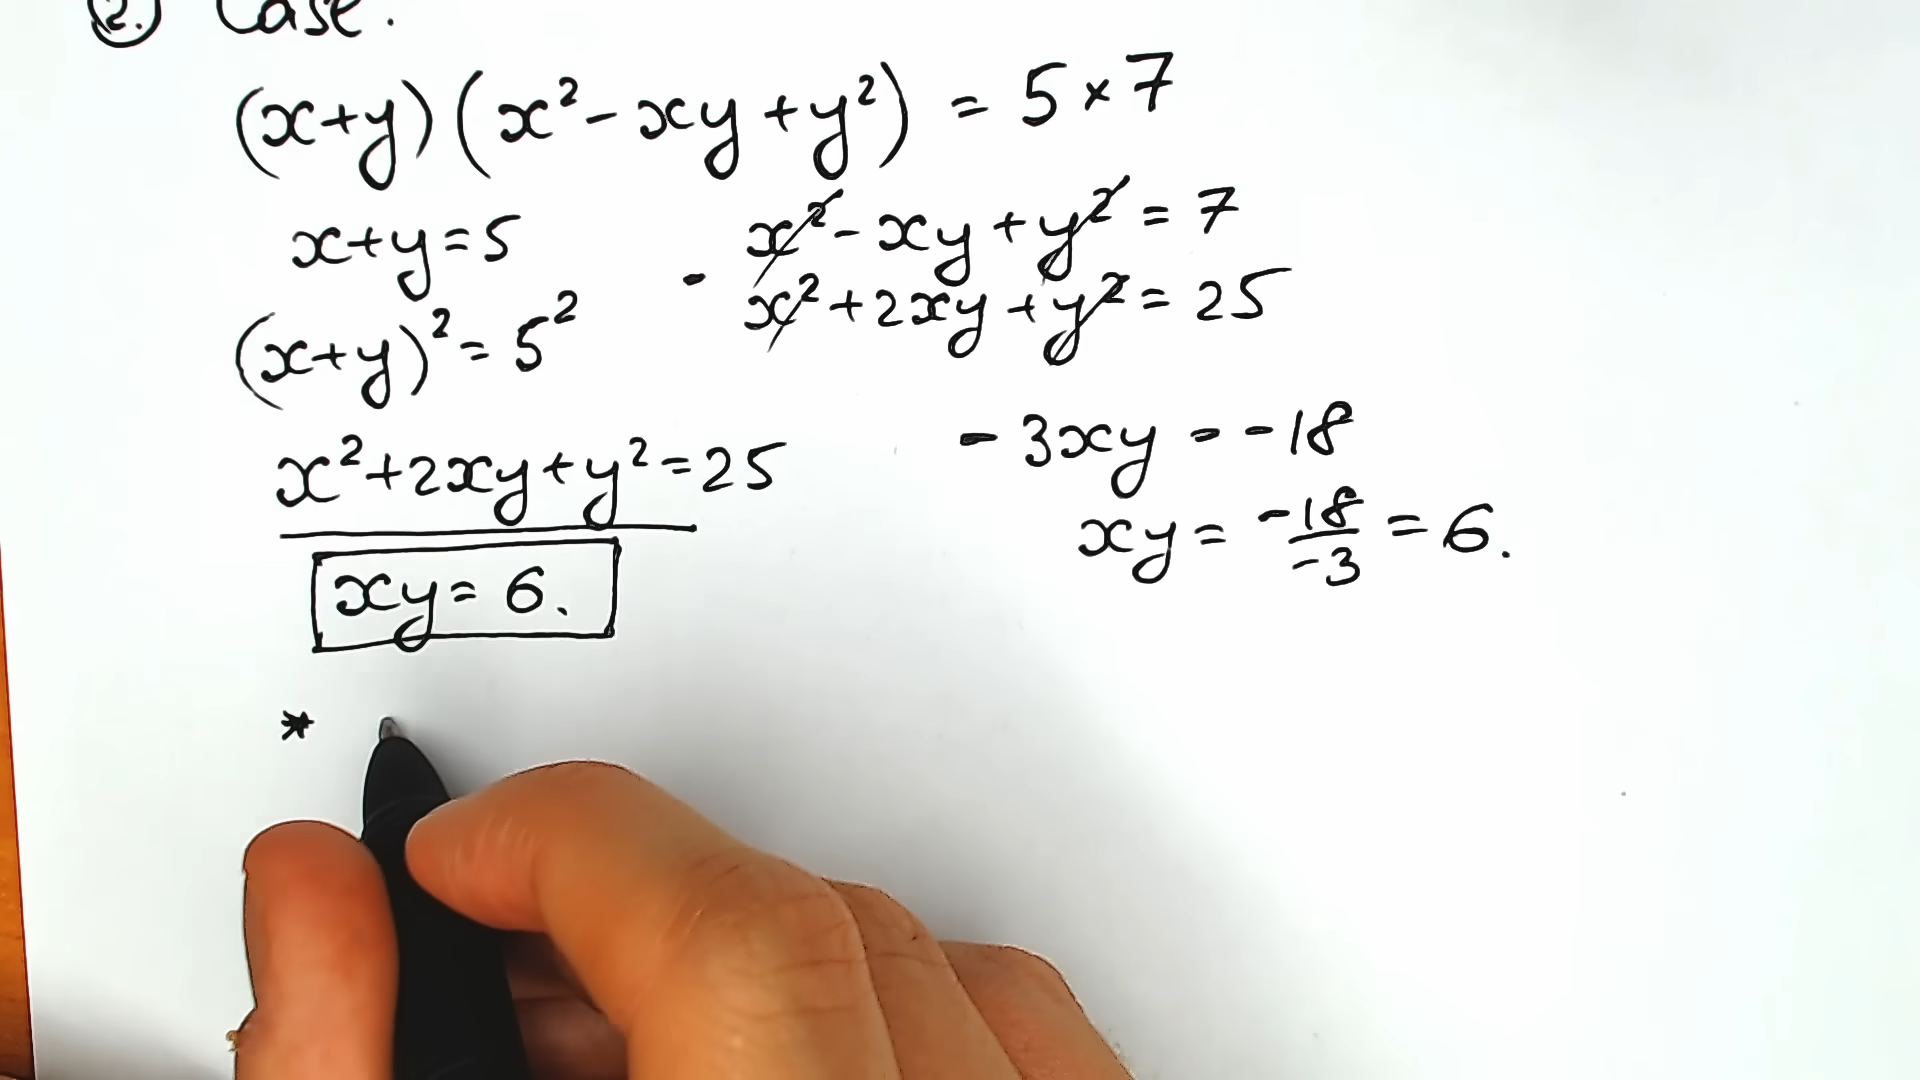 2. Case.
(x+y)(x²-xy+y²) = 5×7
x+y=5
(x+y)²=5²
x²+2xy+y²=25
xy=6.
*
- x²-xy+y²=7
x²+2xy+y²=25
-3xy--18
xy=-18/-3=6.